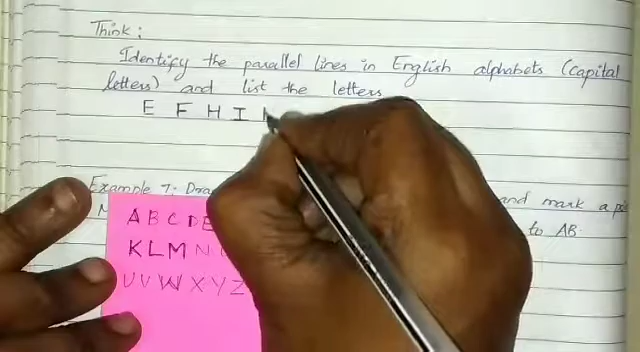 Think:
Identify the parallel lines in English alphabets (capital
letters) and list the letters
E F H I
Example 7: Dra and mark a
to AB
A B C D E
K L M N
U V W X Y Z